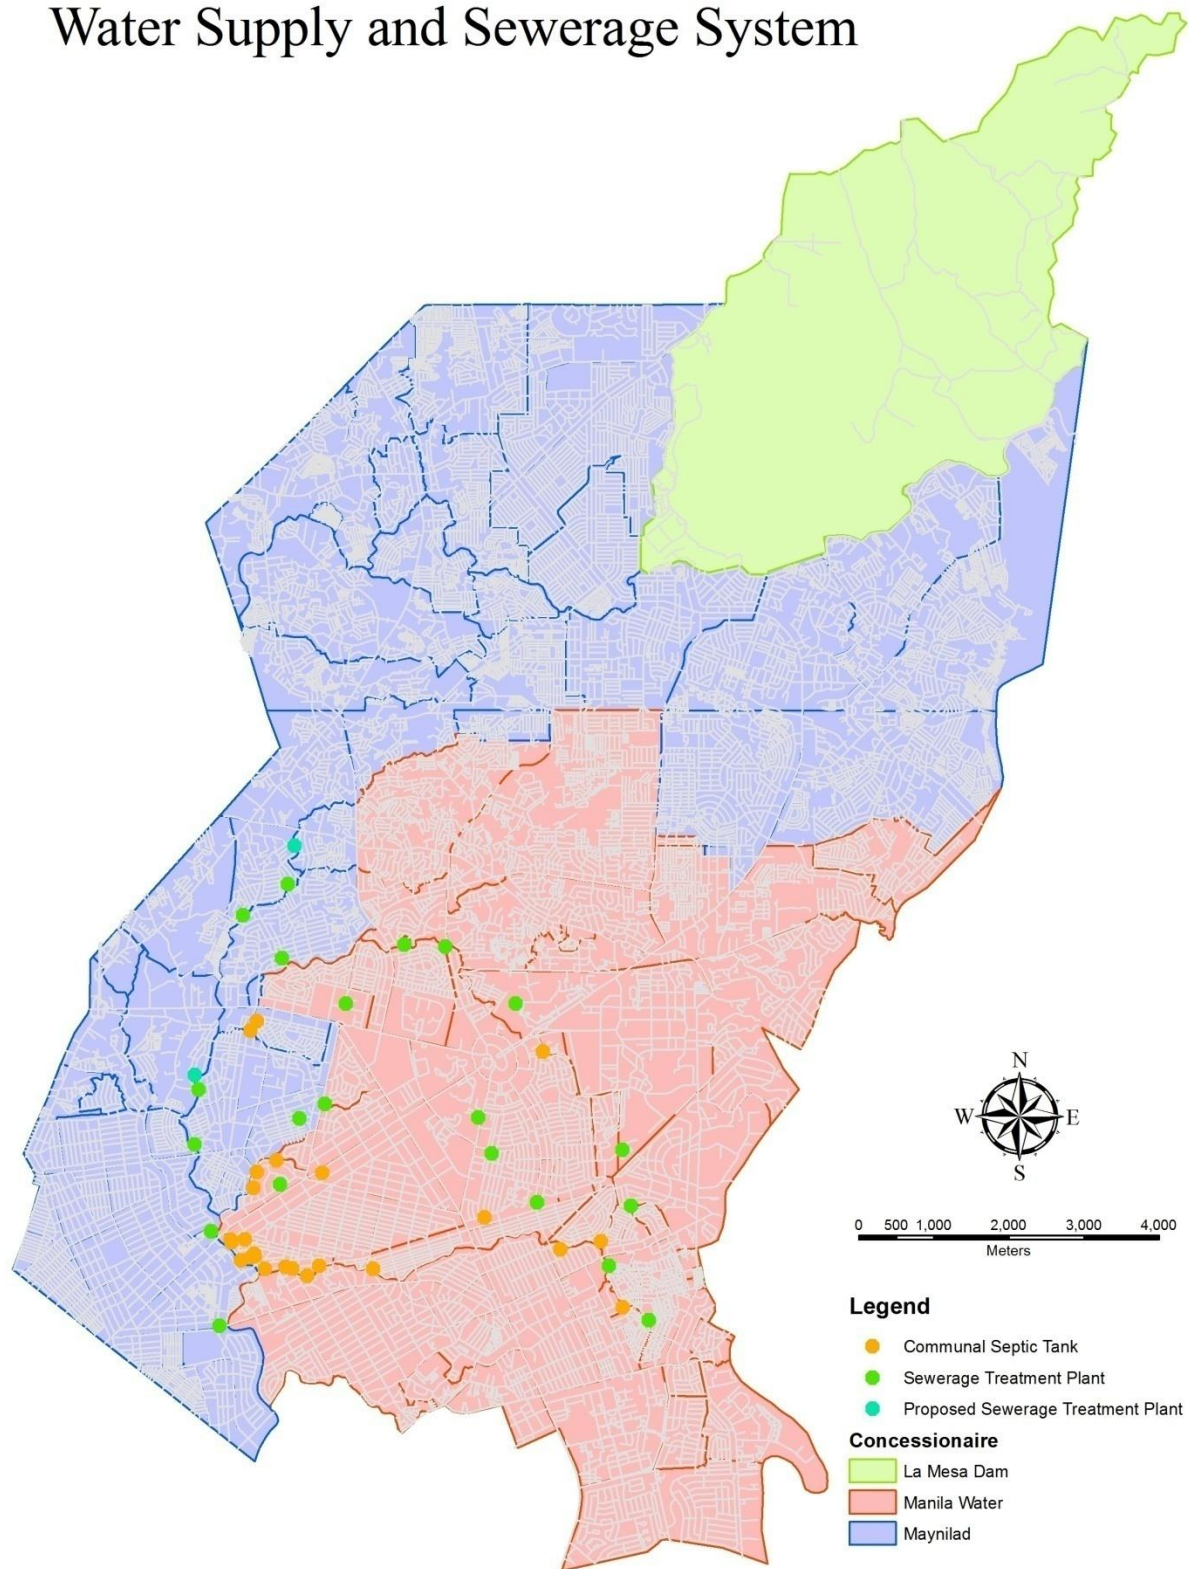 Water Supply and Sewerage System
N
W
E
S
0 500 1,000 2,000 3,000 4,000
Meters
Legend
Communal Septic Tank
Sewerage Treatment Plant
Proposed Sewerage Treatment Plant
Concessionaire
La Mesa Dam
Manila Water
Maynilad